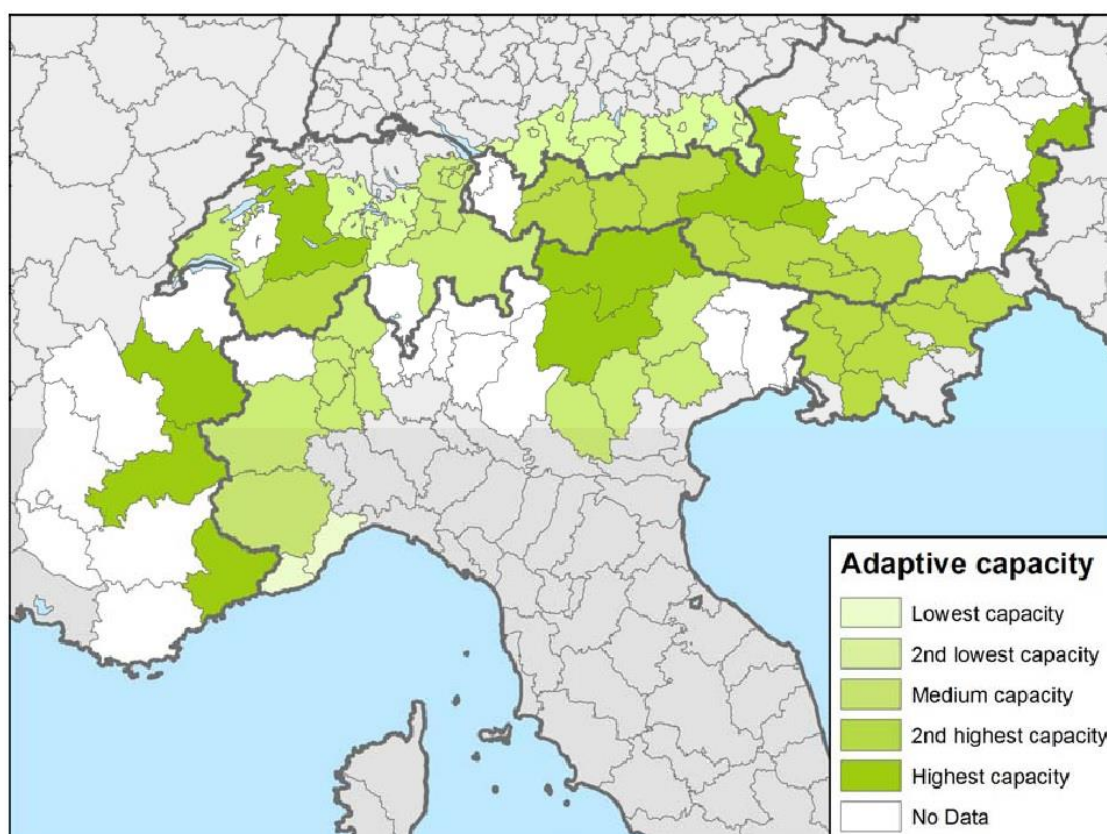 Adaptive capacity
Lowest capacity
2nd lowest capacity
Medium capacity
2nd highest capacity
Highest capacity
No Data